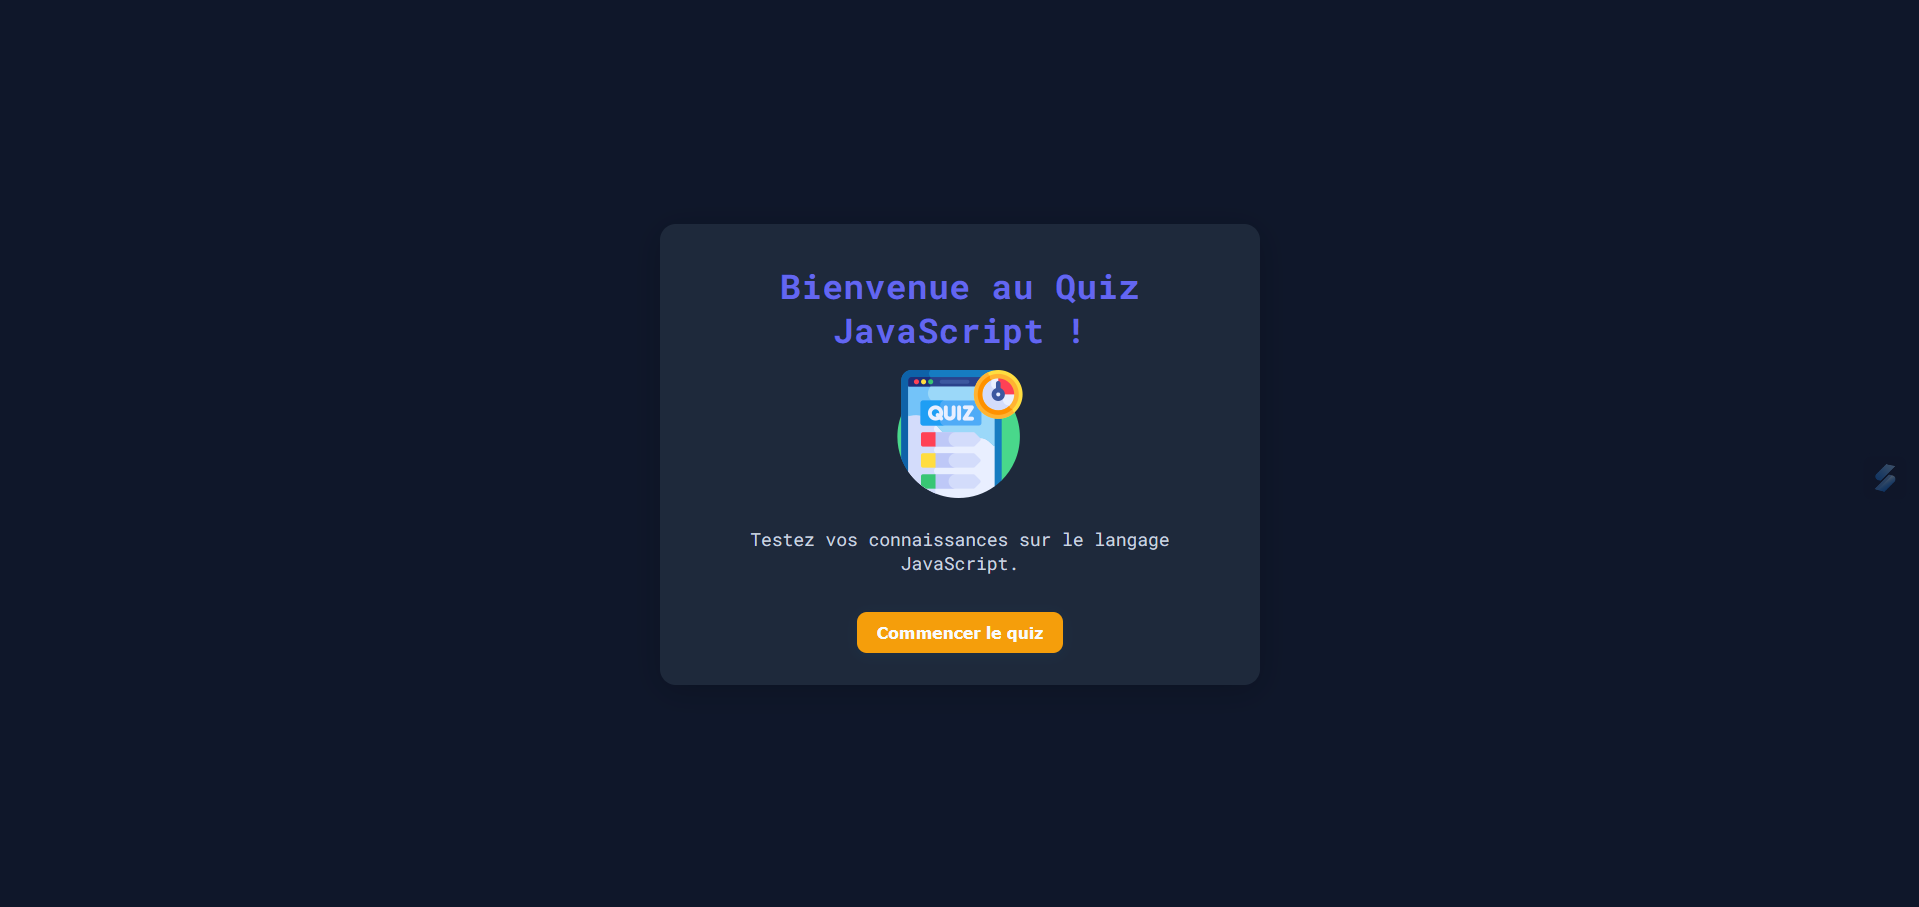 Bienvenue au Quiz
JavaScript !
QUIZ
Testez vos connaissances sur le langage
JavaScript.
Commencer le quiz